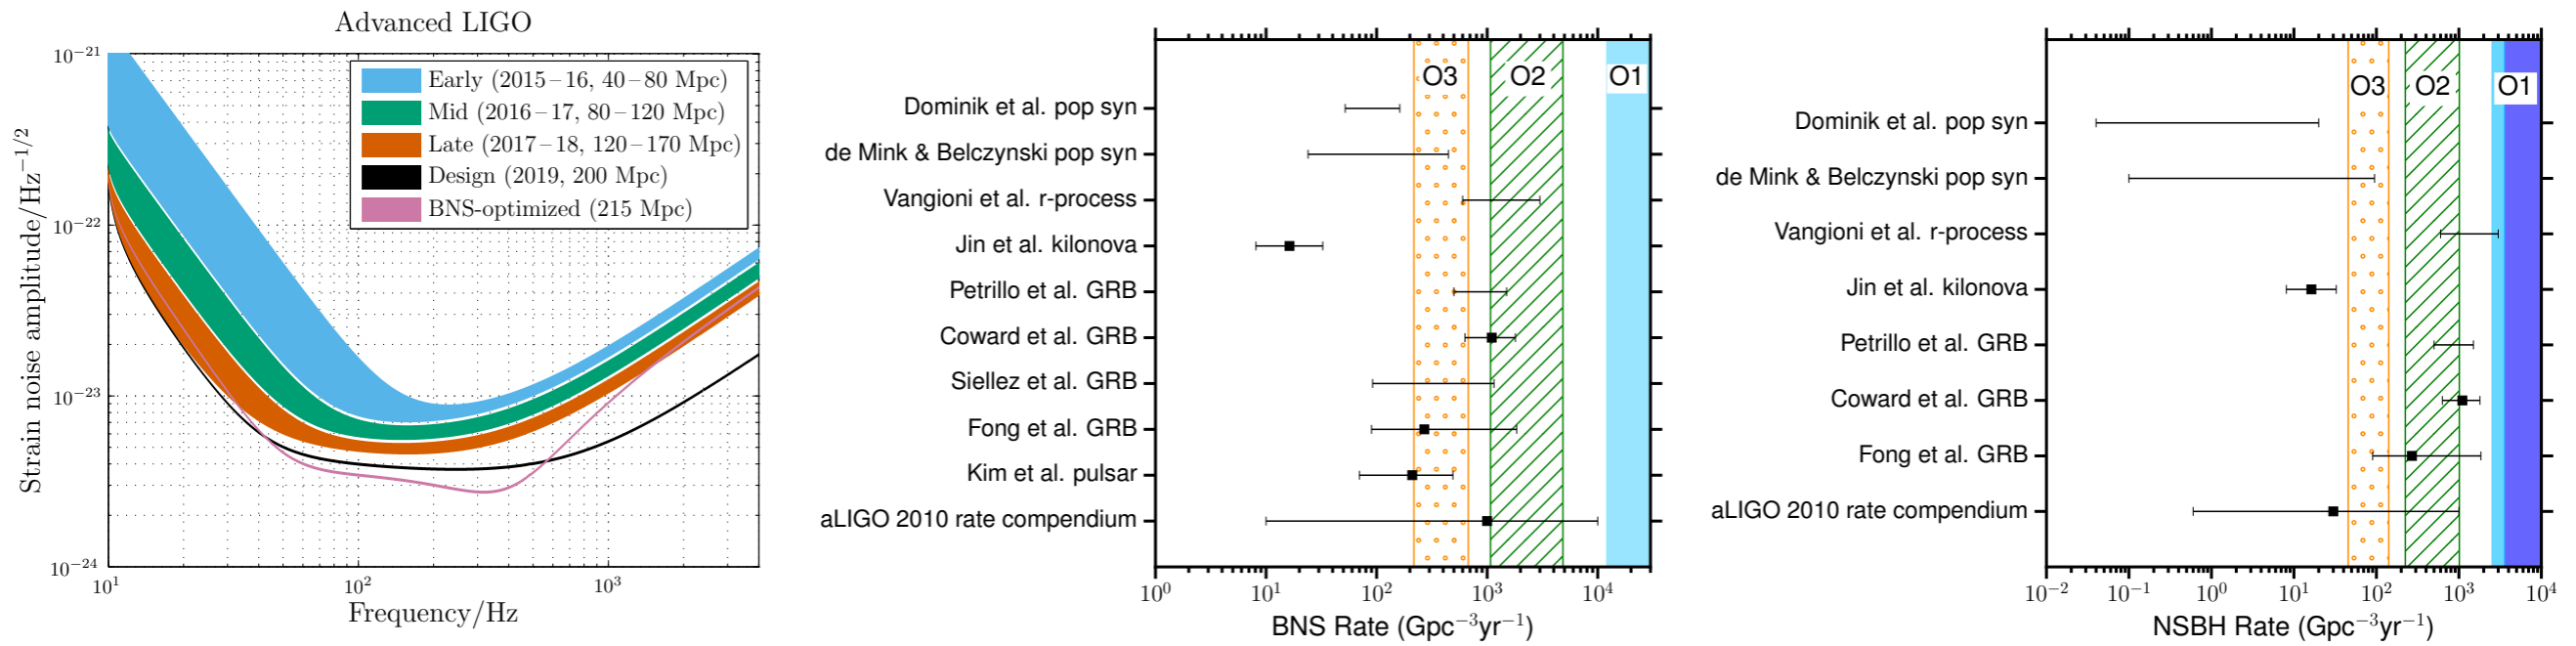 Advanced LIGO
Strain noise amplitude/Hz^−1/2
10^−21
10^−22
10^−23
10^−24
Early (2015–16, 40–80 Mpc)
Mid (2016–17, 80–120 Mpc)
Late (2017–18, 120–170 Mpc)
Design (2019, 200 Mpc)
BNS-optimized (215 Mpc)
10^1 10^2 10^3
Frequency/Hz
O3 O2 O1
Dominik et al. pop syn
de Mink & Belczynski pop syn
Vangioni et al. r-process
Jin et al. kilonova
Petrillo et al. GRB
Coward et al. GRB
Siellez et al. GRB
Fong et al. GRB
Kim et al. pulsar
aLIGO 2010 rate compendium
10^0 10^1 10^2 10^3 10^4
BNS Rate (Gpc^−3yr^−1)
O3 O2 O1
Dominik et al. pop syn
de Mink & Belczynski pop syn
Vangioni et al. r-process
Jin et al. kilonova
Petrillo et al. GRB
Coward et al. GRB
Fong et al. GRB
aLIGO 2010 rate compendium
10^−2 10^−1 10^0 10^1 10^2 10^3 10^4
NSBH Rate (Gpc^−3yr^−1)